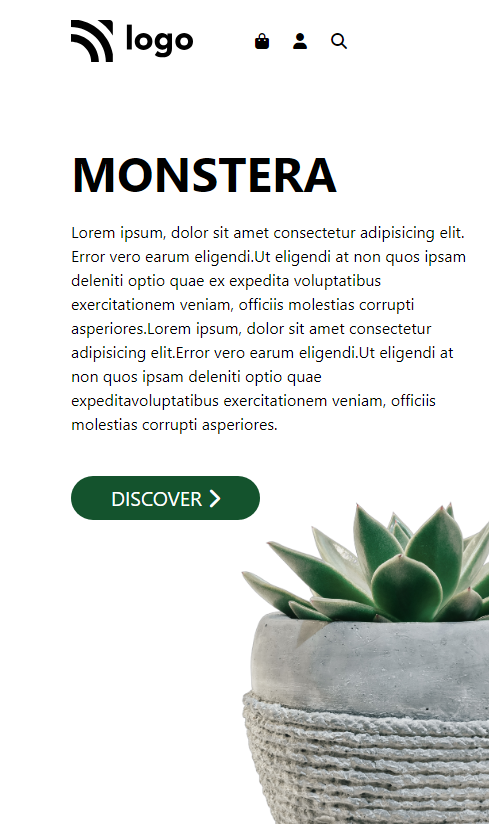 logo
MONSTERA
Lorem ipsum, dolor sit amet consectetur adipisicing elit.
Error vero earum eligendi.Ut eligendi at non quos ipsam
deleniti optio quae ex expedita voluptatibus
exercitationem veniam, officiis molestias corrupti
asperiores.Lorem ipsum, dolor sit amet consectetur
adipisicing elit.Error vero earum eligendi.Ut eligendi at
non quos ipsam deleniti optio quae
expeditavoluptatibus exercitationem veniam, officiis
molestias corrupti asperiores.
DISCOVER